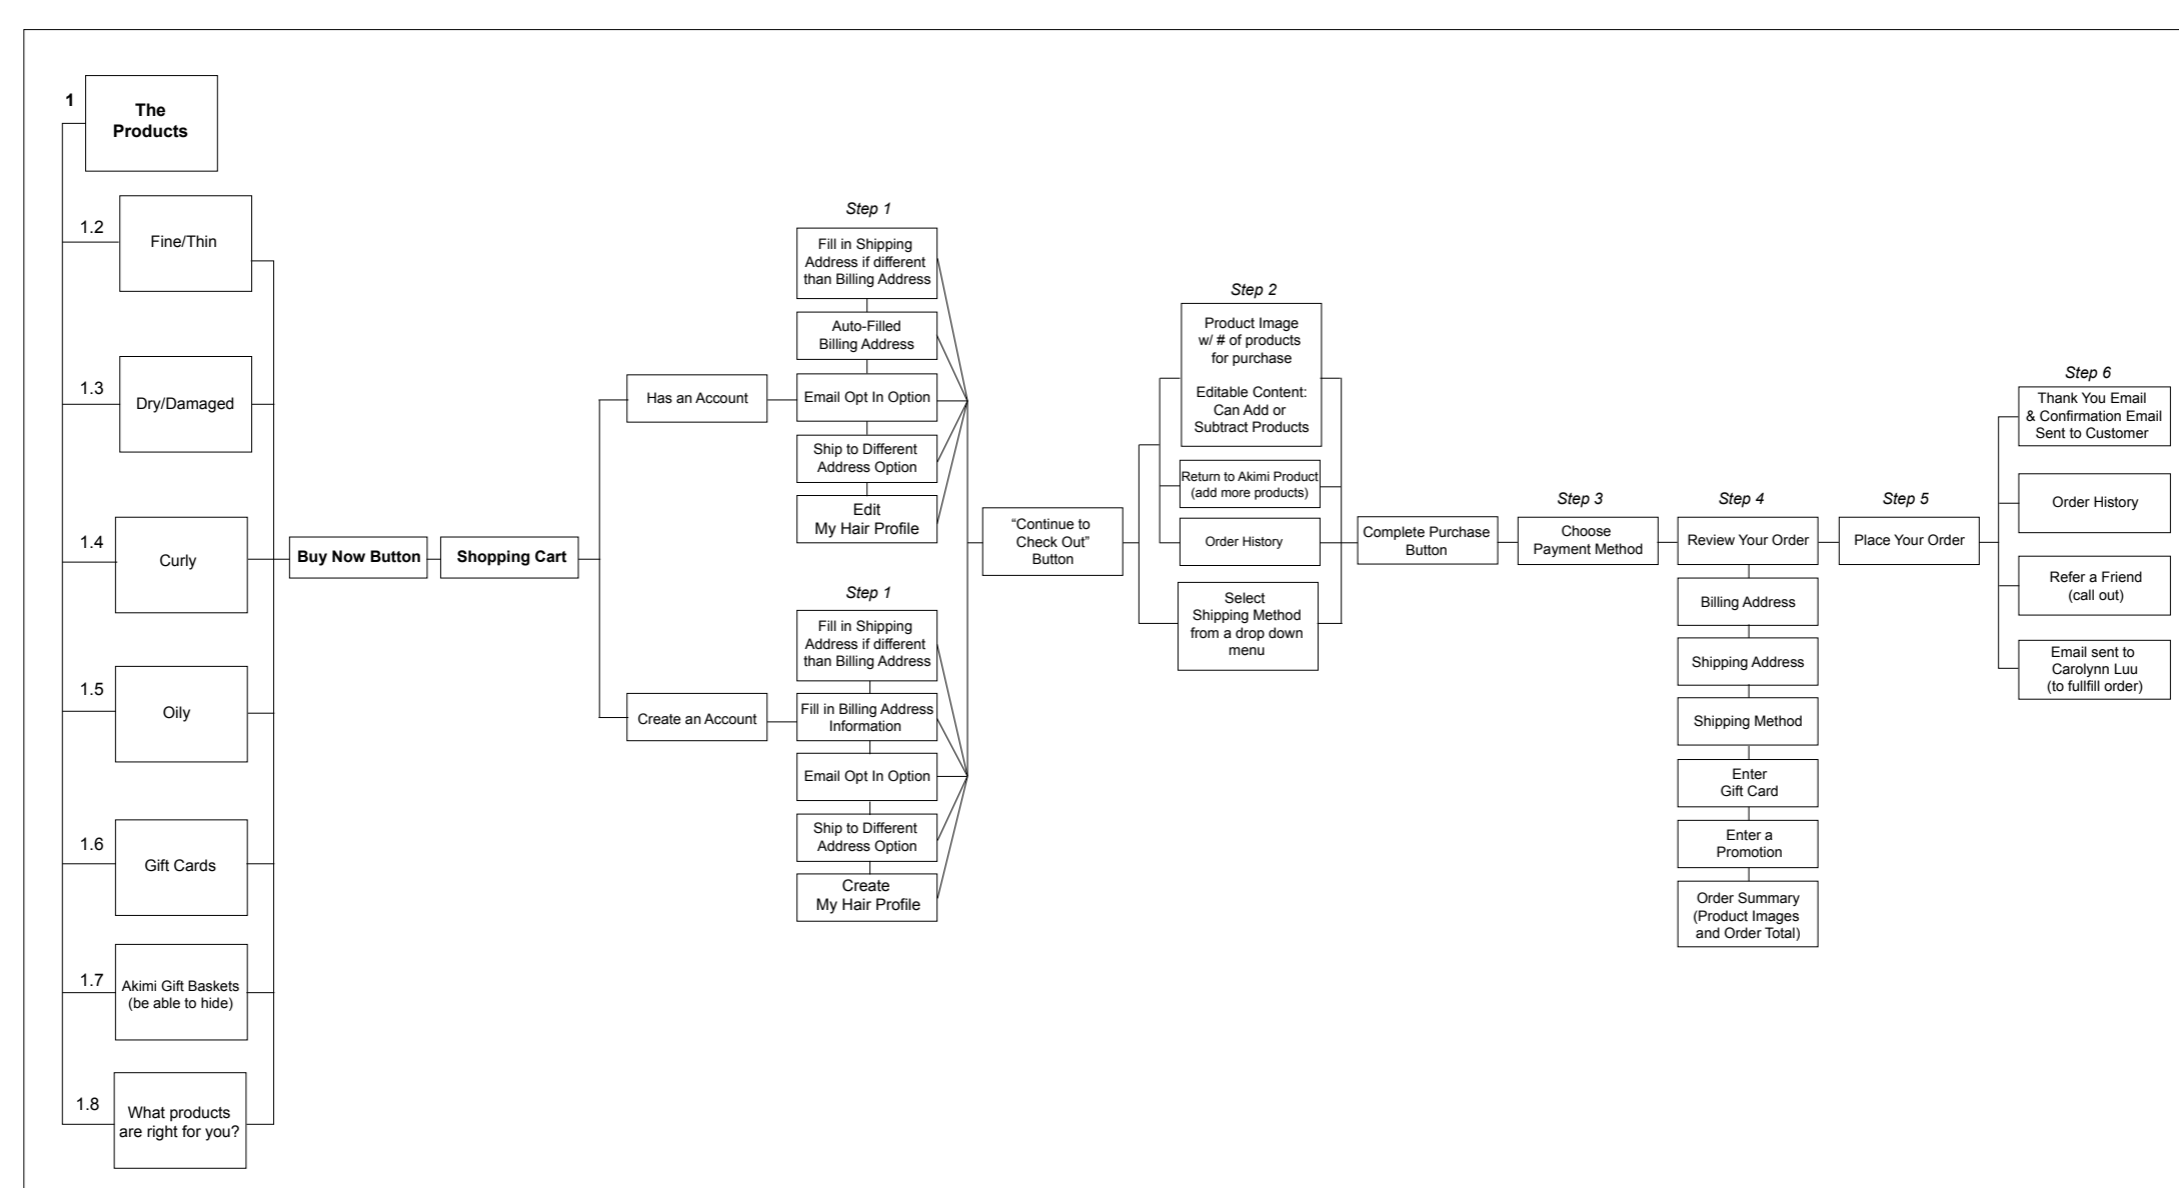 1
The
Products
1.2
Fine/Thin
1.3
Dry/Damaged
1.4
Curly
1.5
Oily
1.6
Gift Cards
1.7
Akimi Gift Baskets
(be able to hide)
1.8
What products
are right for you?
Buy Now Button
Shopping Cart
Has an Account
Create an Account
Step 1
Fill in Shipping
Address if different
than Billing Address
Auto-Filled
Billing Address
Email Opt In Option
Ship to Different
Address Option
Edit
My Hair Profile
Step 1
Fill in Shipping
Address if different
than Billing Address
Fill in Billing Address
Information
Email Opt In Option
Ship to Different
Address Option
Create
My Hair Profile
“Continue to
Check Out”
Button
Step 2
Product Image
w/ # of products
for purchase
Editable Content:
Can Add or
Subtract Products
Return to Akimi Product
(add more products)
Order History
Select
Shipping Method
from a drop down
menu
Complete Purchase
Button
Step 3
Choose
Payment Method
Step 4
Review Your Order
Billing Address
Shipping Address
Shipping Method
Enter
Gift Card
Enter a
Promotion
Order Summary
(Product Images
and Order Total)
Step 5
Place Your Order
Step 6
Thank You Email
& Confirmation Email
Sent to Customer
Order History
Refer a Friend
(call out)
Email sent to
Carolynn Luu
(to fullfill order)